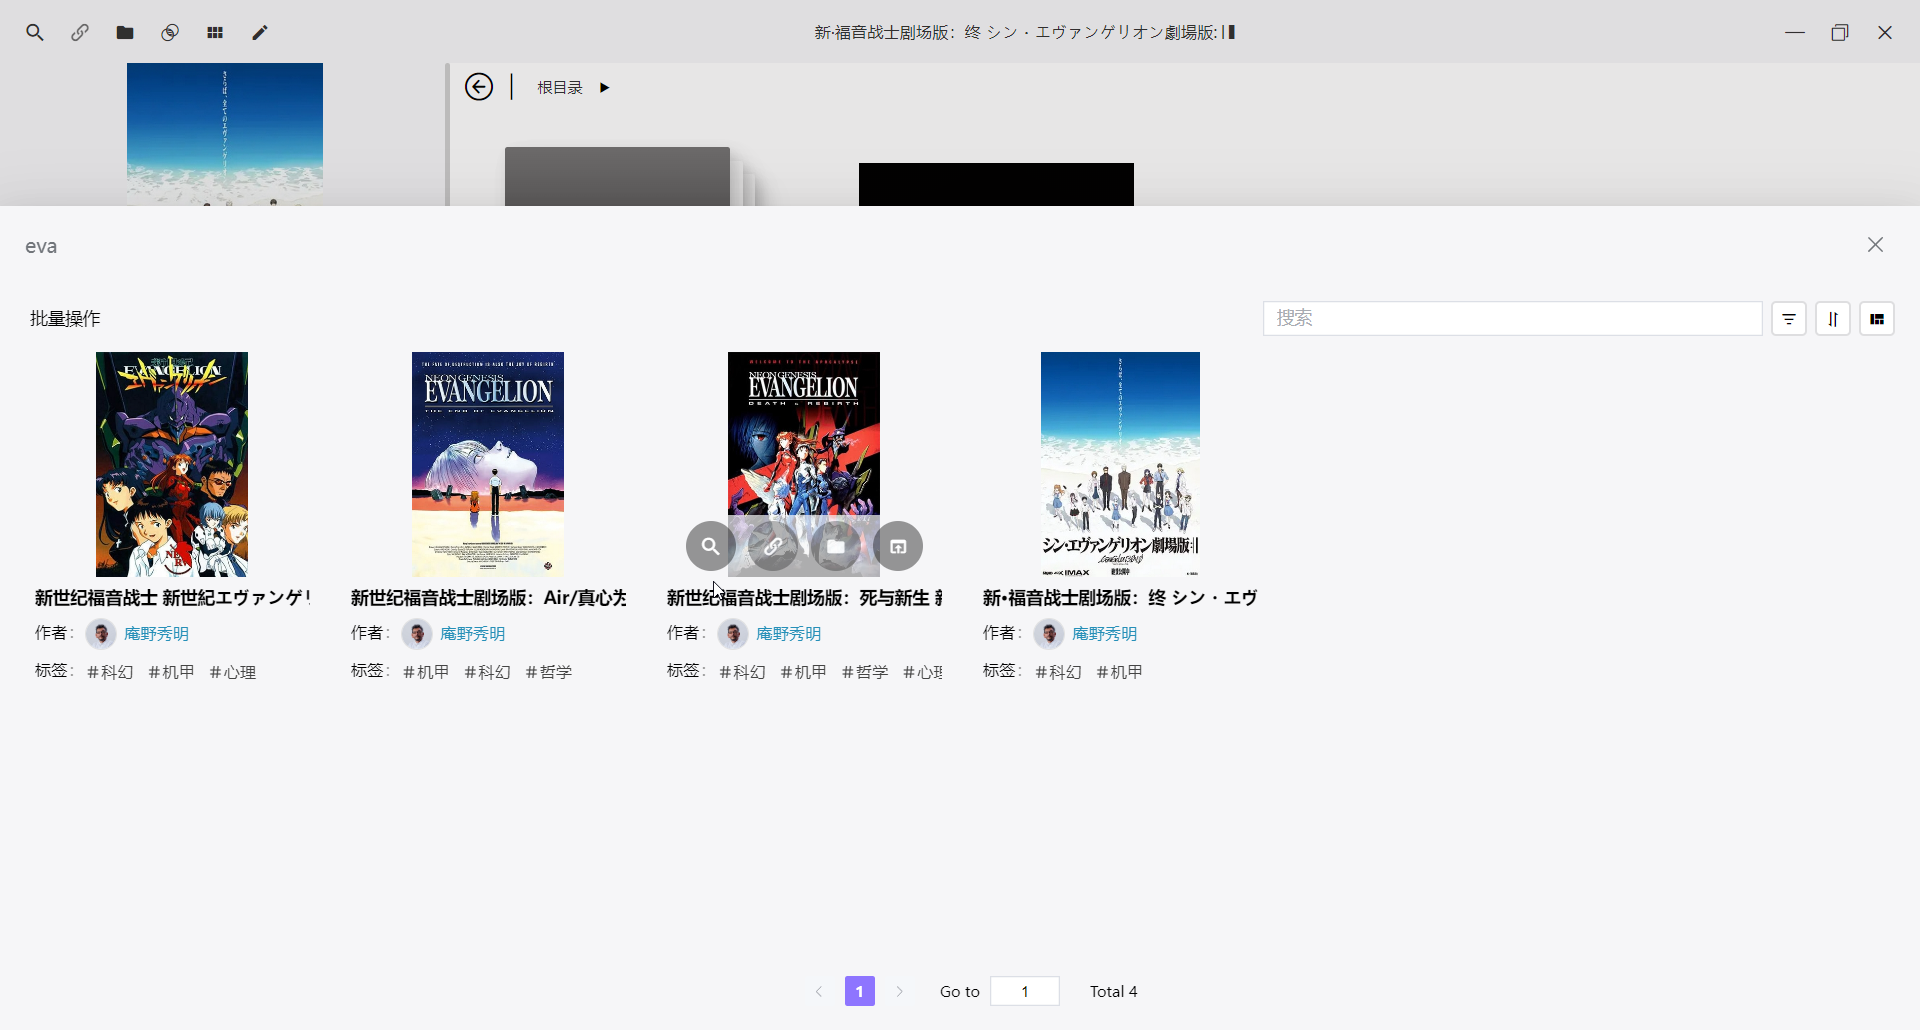 新·福音战士剧场版：终 シン・エヴァンゲリオン劇場版:
根目录
eva
批量操作
搜索
EVANGELION
NEON GENESIS
EVANGELION
THE END OF EVANGELION
WELCOME TO THE APOCALYPSE
NEON GENESIS
EVANGELION
DEATH & REBIRTH
シン・エヴァンゲリオン劇場版
IMAX
新世纪福音战士 新世紀エヴァンゲ
新世纪福音战士剧场版：Air/真心为
新世纪福音战士剧场版：死与新生
新·福音战士剧场版：终 シン・エヴ
作者： 庵野秀明
作者： 庵野秀明
作者： 庵野秀明
作者： 庵野秀明
标签： #科幻 #机甲 #心理
标签： #机甲 #科幻 #哲学
标签： #科幻 #机甲 #哲学 #心理
标签： #科幻 #机甲
1 Go to 1 Total 4